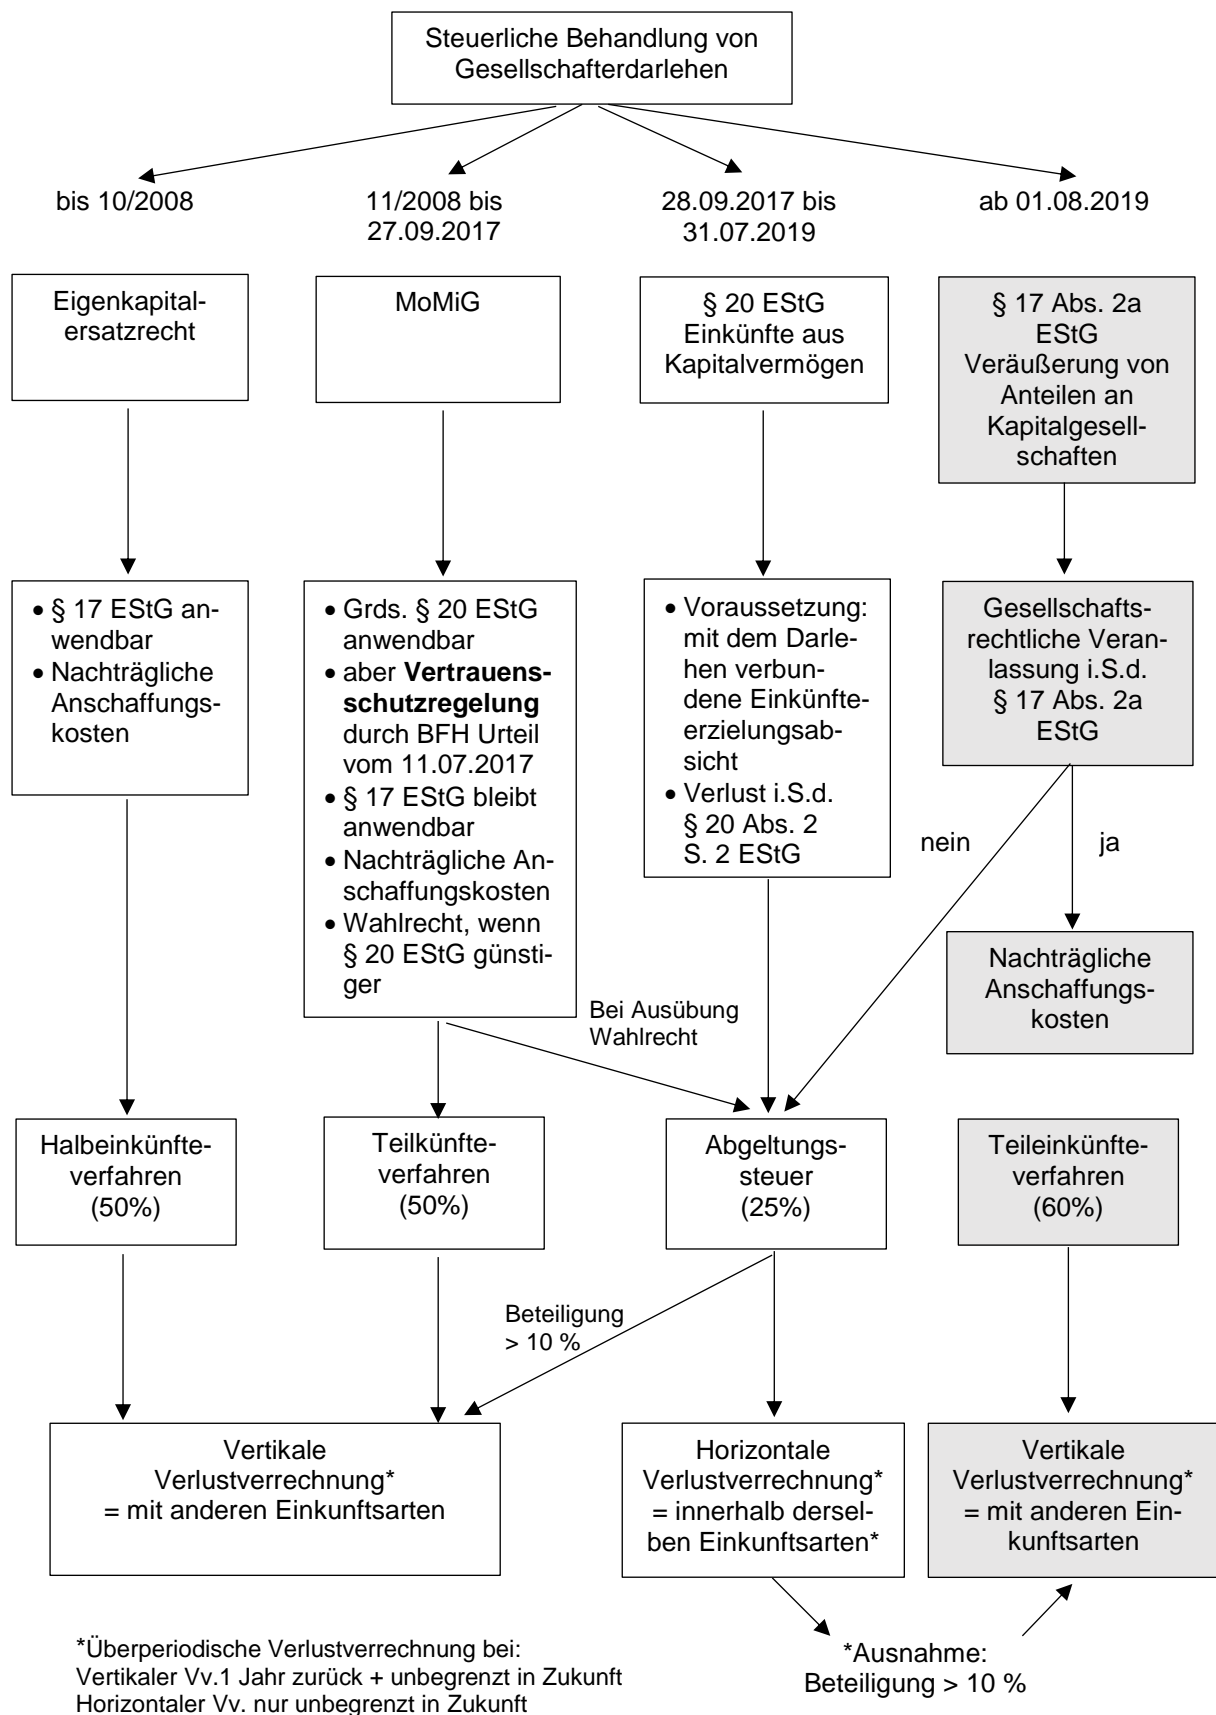 Steuerliche Behandlung von
Gesellschafterdarlehen
bis 10/2008
11/2008 bis
27.09.2017
28.09.2017 bis
31.07.2019
ab 01.08.2019
Eigenkapital-
ersatzrecht
MoMiG
§ 20 EStG
Einkünfte aus
Kapitalvermögen
§ 17 Abs. 2a
EStG
Veräußerung von
Anteilen an
Kapitalgesell-
schaften
• § 17 EStG an-
wendbar
• Nachträgliche
Anschaffungs-
kosten
• Grds. § 20 EStG
anwendbar
• aber Vertrauens-
schutzregelung
durch BFH Urteil
vom 11.07.2017
• § 17 EStG bleibt
anwendbar
• Nachträgliche An-
schaffungskosten
• Wahlrecht, wenn
§ 20 EStG günsti-
ger
• Voraussetzung:
mit dem Darle-
hen verbun-
dene Einkünfte-
erzielungsab-
sicht
• Verlust i.S.d.
§ 20 Abs. 2
S. 2 EStG
Gesellschafts-
rechtliche Veran-
lassung i.S.d.
§ 17 Abs. 2a
EStG
nein
ja
Nachträgliche
Anschaffungs-
kosten
Bei Ausübung
Wahlrecht
Halbeinkünfte-
verfahren
(50%)
Teilkünfte-
verfahren
(50%)
Abgeltungs-
steuer
(25%)
Teileinkünfte-
verfahren
(60%)
Beteiligung
> 10 %
Vertikale
Verlustverrechnung*
= mit anderen Einkunftsarten
Horizontale
Verlustverrechnung*
= innerhalb dersel-
ben Einkunftsarten*
Vertikale
Verlustverrechnung*
= mit anderen Ein-
kunftsarten
*Überperiodische Verlustverrechnung bei:
Vertikaler Vv.1 Jahr zurück + unbegrenzt in Zukunft
Horizontaler Vv. nur unbegrenzt in Zukunft
*Ausnahme:
Beteiligung > 10 %